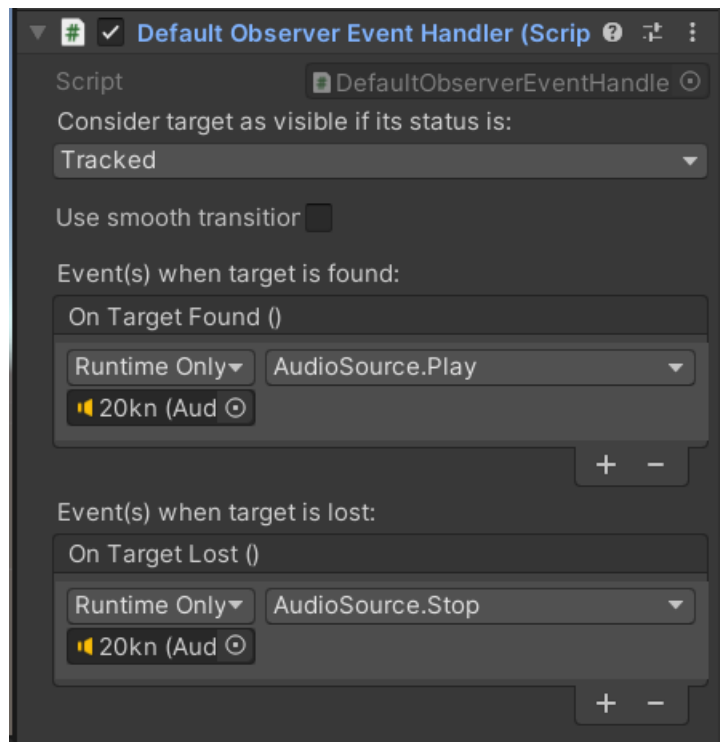 # Default Observer Event Handler (Scrip
Script # DefaultObserverEventHandle
Consider target as visible if its status is:
Tracked
Use smooth transition
Event(s) when target is found:
On Target Found ()
Runtime Only AudioSource.Play
20kn (Aud
+ −
Event(s) when target is lost:
On Target Lost ()
Runtime Only AudioSource.Stop
20kn (Aud
+ −